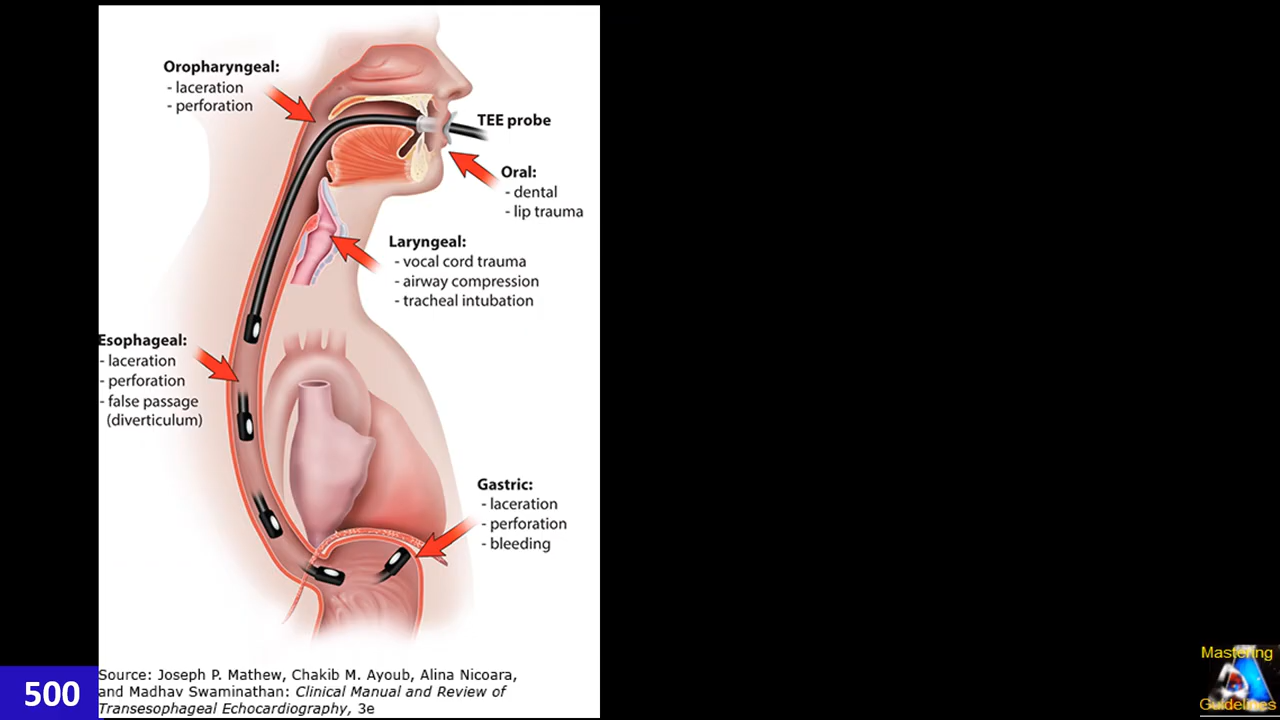 Oropharyngeal:
- laceration
- perforation
TEE probe
Oral:
- dental
- lip trauma
Laryngeal:
- vocal cord trauma
- airway compression
- tracheal intubation
Esophageal:
- laceration
- perforation
- false passage
(diverticulum)
Gastric:
- laceration
- perforation
- bleeding
Source: Joseph P. Mathew, Chakib M. Ayoub, Alina Nicoara,
and Madhav Swaminathan: Clinical Manual and Review of
Transesophageal Echocardiography, 3e
500
Mastering
Guidelines